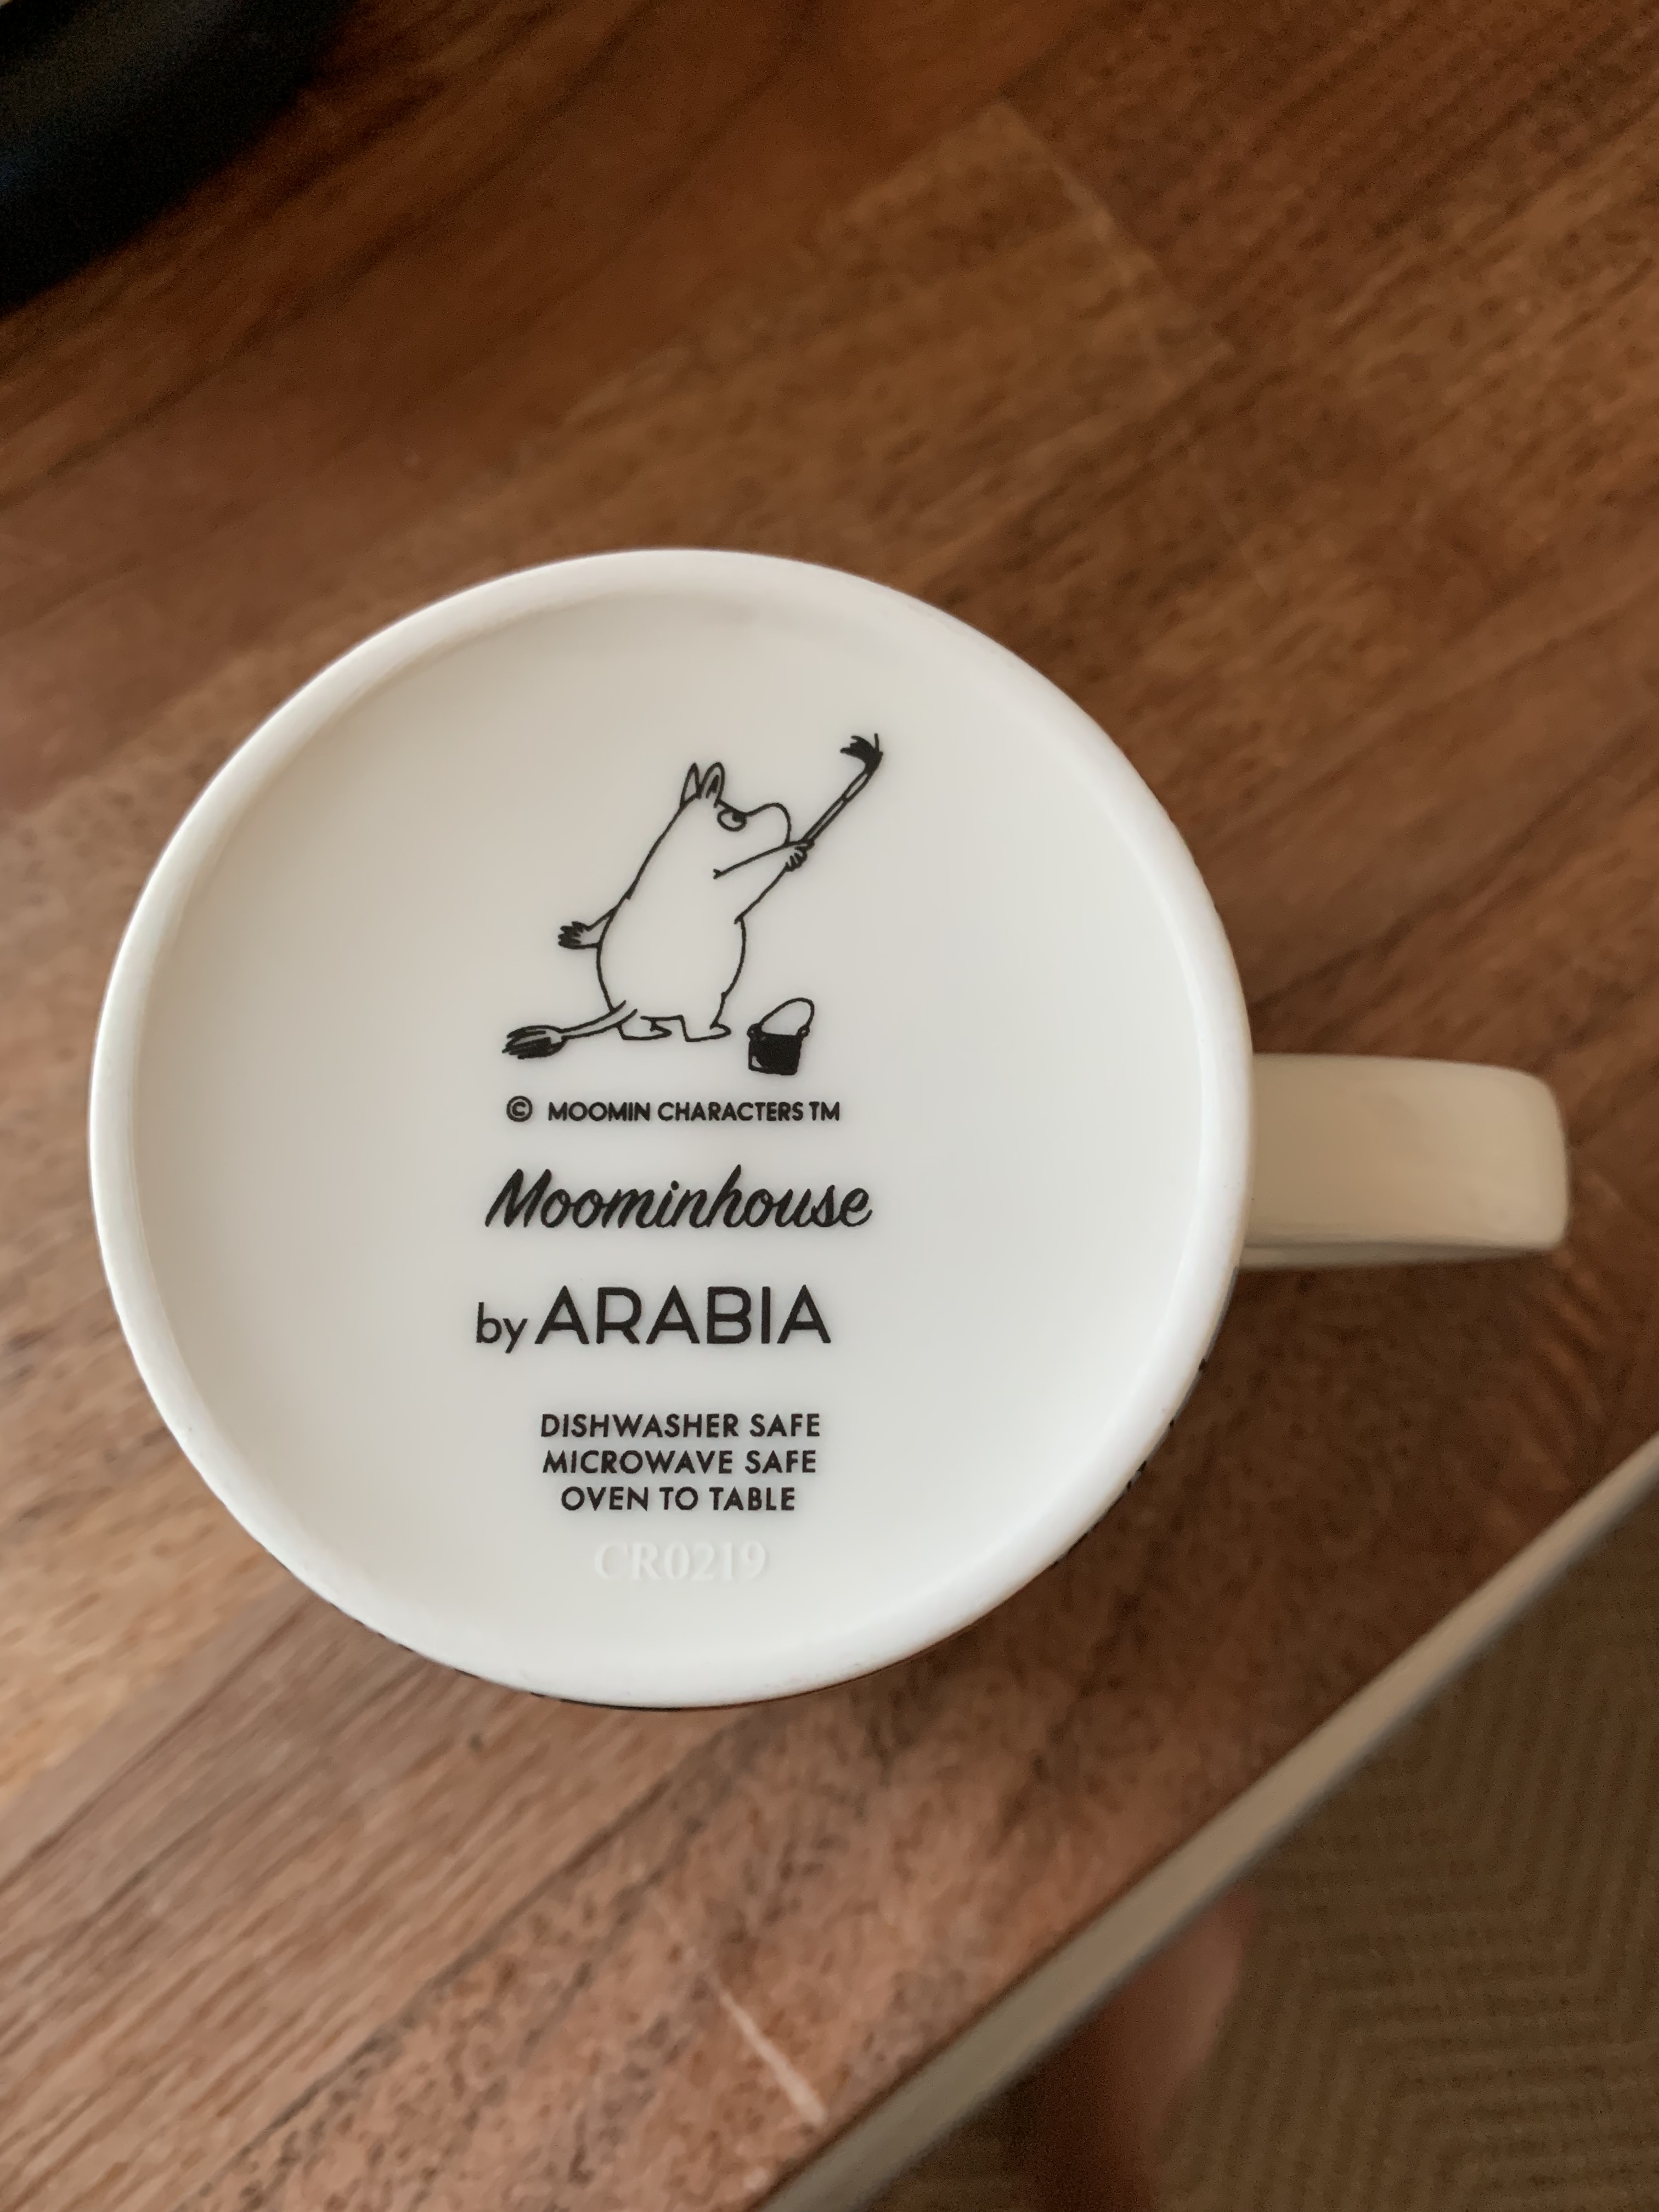 © MOOMIN CHARACTERS TM
Moominhouse
by ARABIA
DISHWASHER SAFE
MICROWAVE SAFE
OVEN TO TABLE
CR0219